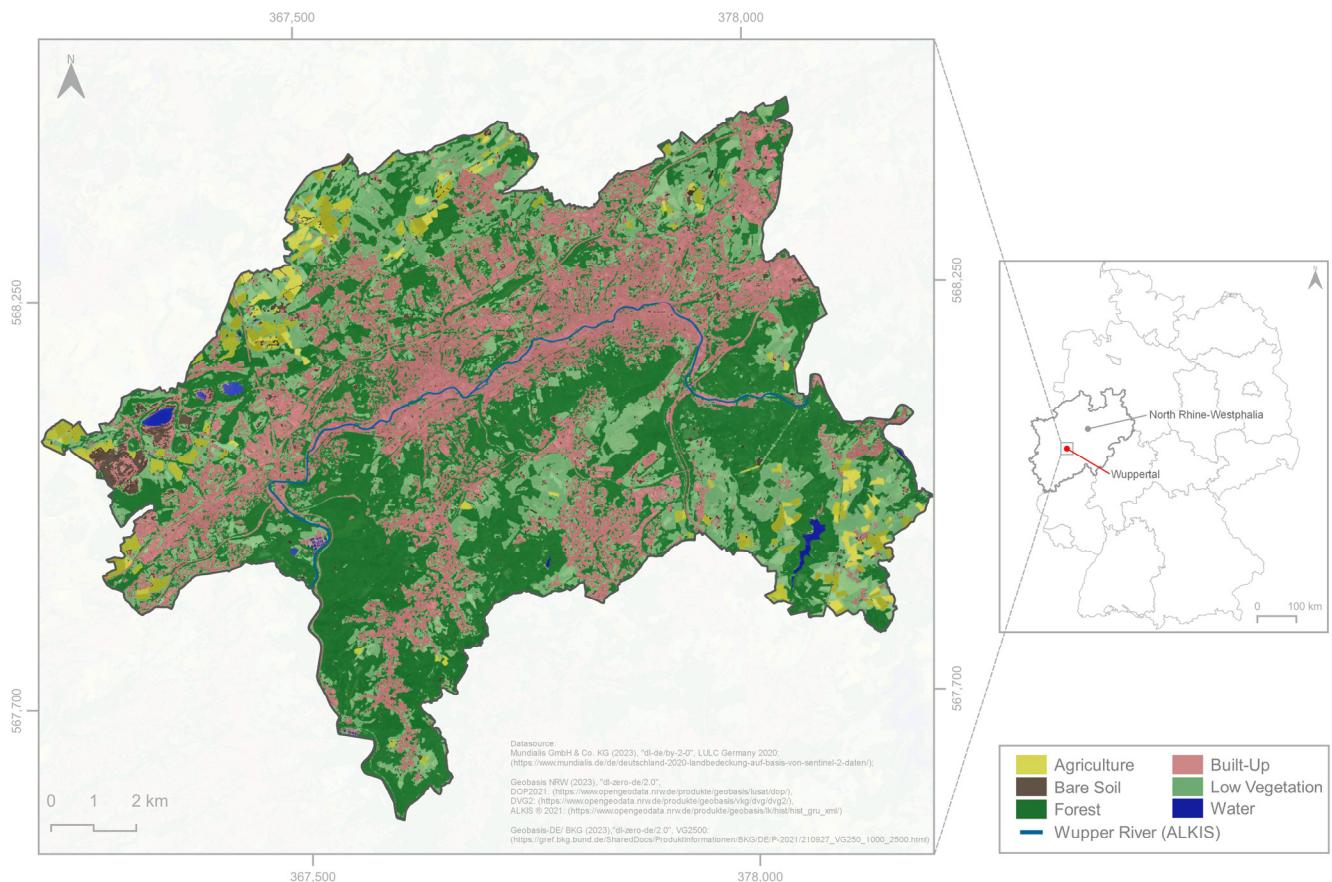 367,500
378,000
N
568,250
568,250
N
North Rhine-Westphalia
Wuppertal
0 100 km
567,700
567,700
Datasource:
Mundialis GmbH & Co. KG (2023), "dl-de/by-2-0", LULC Germany 2020:
(https://www.mundialis.de/de/deutschland-2020-landbedeckung-auf-basis-von-sentinel-2-daten/);
Geobasis NRW (2023), "dl-zero-de/2.0",
DOP2021: (https://www.opengeodata.nrw.de/produkte/geobasis/lusat/dop/),
DVG2: (https://www.opengeodata.nrw.de/produkte/geobasis/vkg/dvg/dvg2/),
ALKIS ® 2021: (https://www.opengeodata.nrw.de/produkte/geobasis/lk/hist/hist_gru_xml/)
Geobasis-DE/ BKG (2023),"dl-zero-de/2.0", VG2500:
(https://gref.bkg.bund.de/SharedDocs/Produktinformationen/BKG/DE/P-2021/210927_VG250_1000_2500.html)
0 1 2 km
Agriculture
Built-Up
Bare Soil
Low Vegetation
Forest
Water
Wupper River (ALKIS)
367,500
378,000